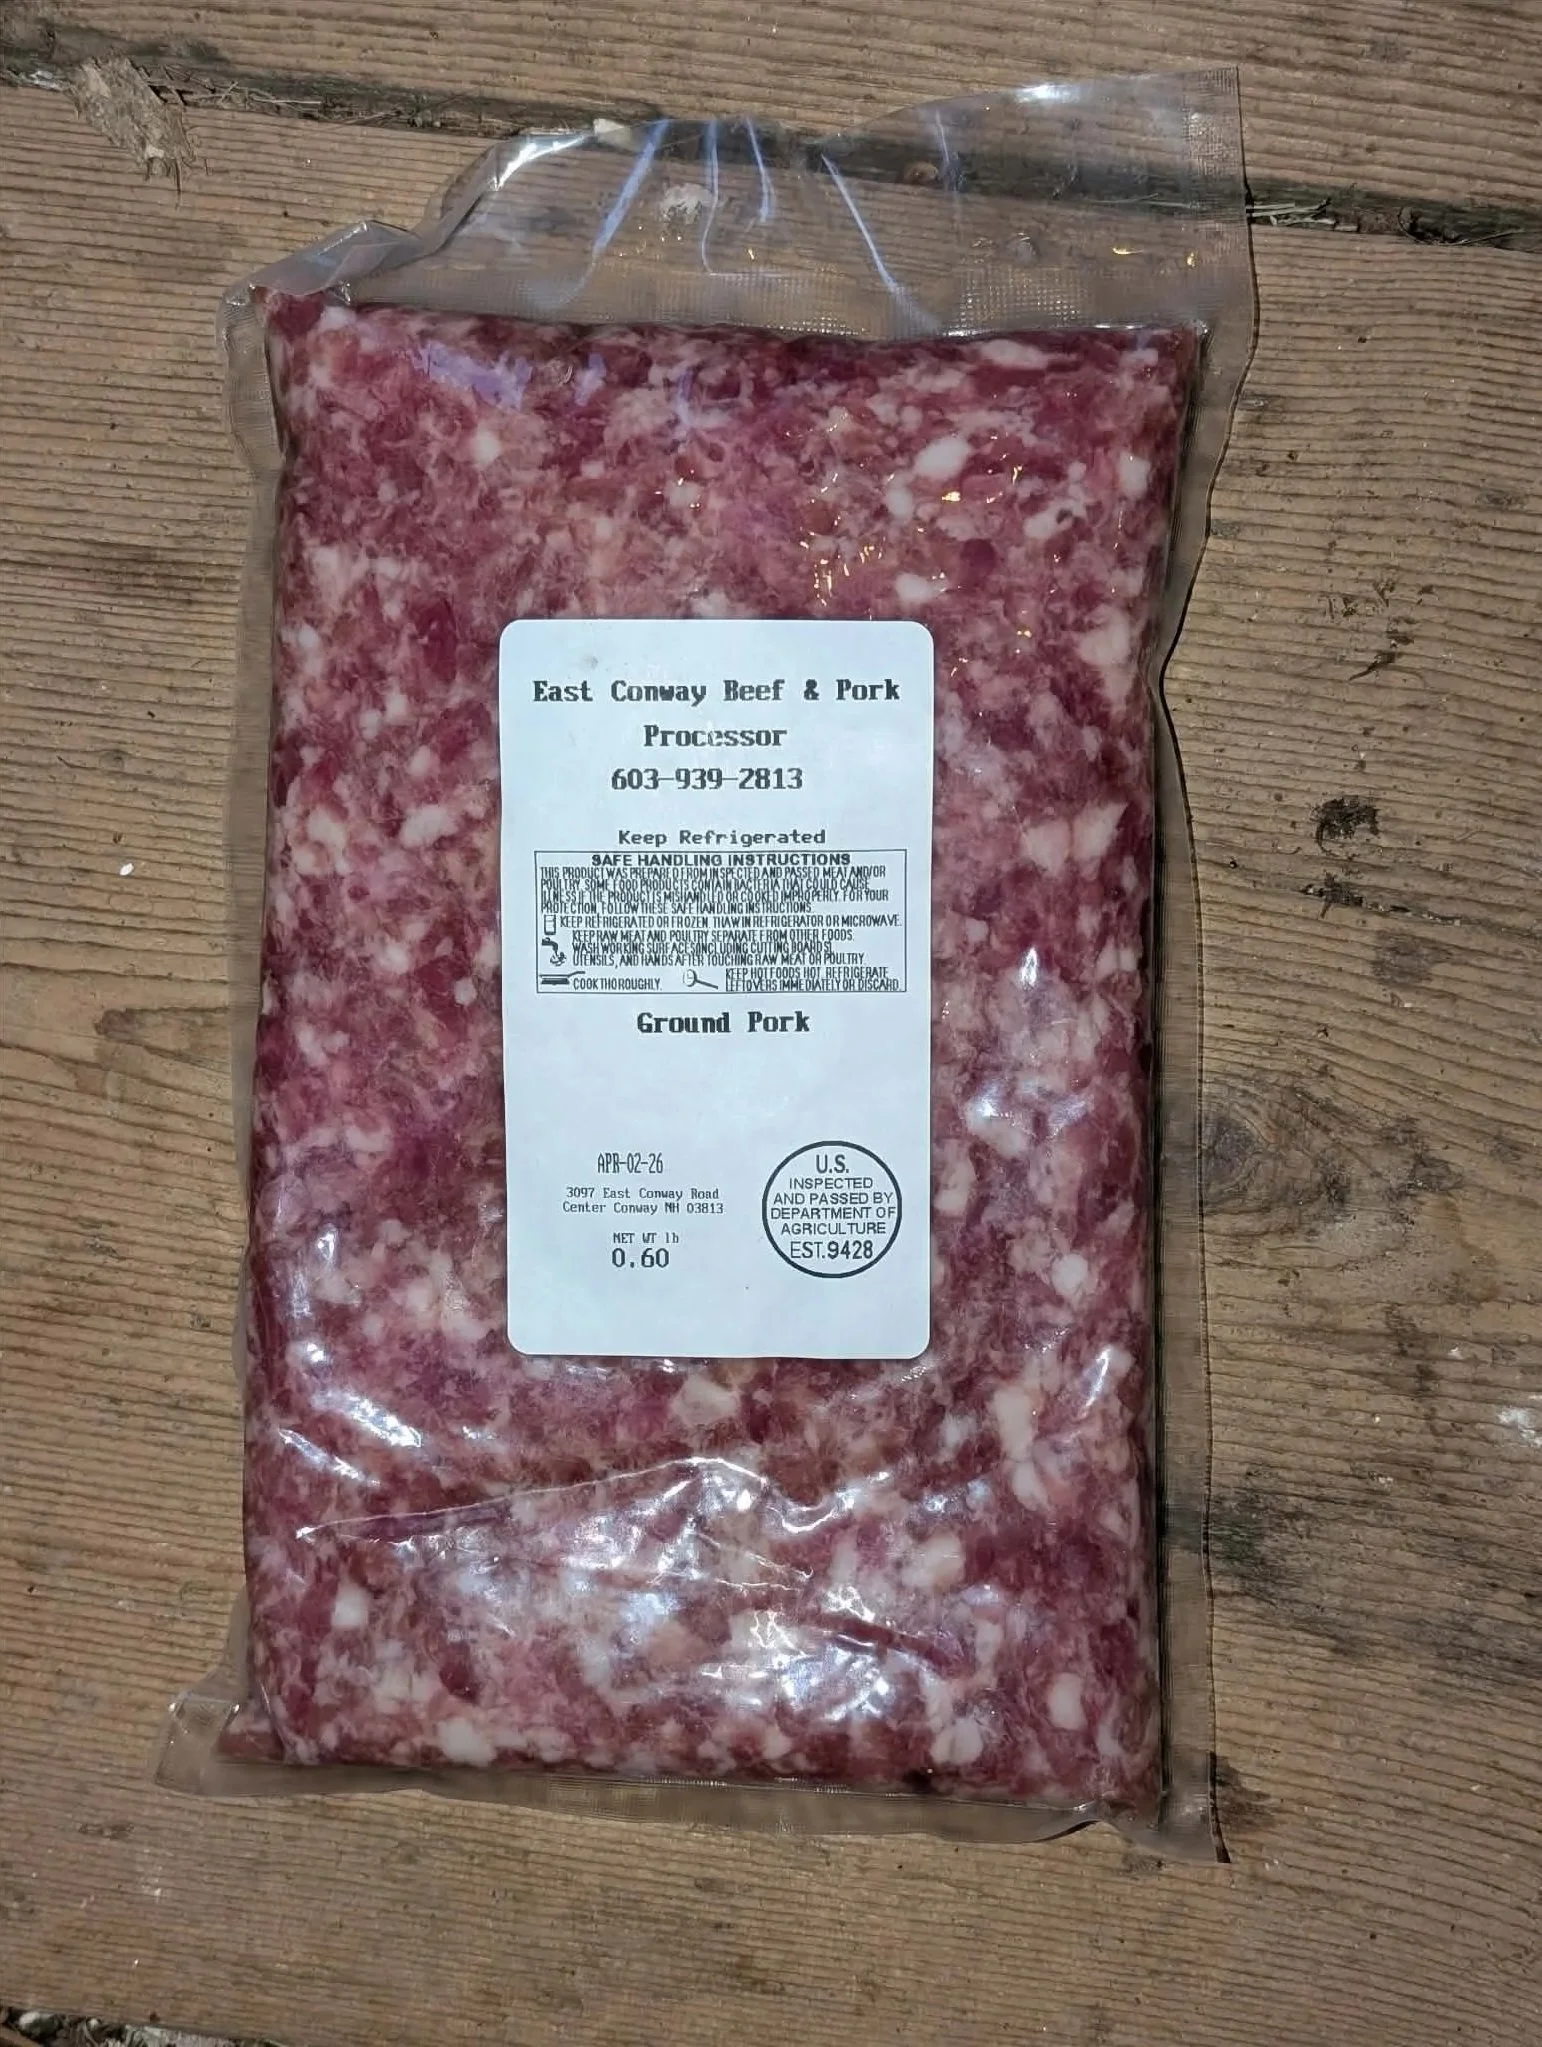 East Conway Beef & Pork
Processor
603-939-2813
Keep Refrigerated
SAFE HANDLING INSTRUCTIONS
THIS PRODUCT WAS PREPARED FROM INSPECTED AND PASSED MEAT AND/OR
POULTRY. SOME FOOD PRODUCTS CONTAIN BACTERIA THAT COULD CAUSE
ILLNESS IF THE PRODUCT IS MISHANDLED OR COOKED IMPROPERLY. FOR YOUR
PROTECTION, FOLLOW THESE SAFE HANDLING INSTRUCTIONS.
KEEP REFRIGERATED OR FROZEN. THAW IN REFRIGERATOR OR MICROWAVE.
KEEP RAW MEAT AND POULTRY SEPARATE FROM OTHER FOODS.
WASH WORKING SURFACES(INCLUDING CUTTING BOARDS),
UTENSILS, AND HANDS AFTER TOUCHING RAW MEAT OR POULTRY.
COOK THOROUGHLY.
KEEP HOT FOODS HOT. REFRIGERATE
LEFTOVERS IMMEDIATELY OR DISCARD.
Ground Pork
APR-02-26
3097 East Conway Road
Center Conway NH 03813
NET WT lb
0.60
U.S.
INSPECTED
AND PASSED BY
DEPARTMENT OF
AGRICULTURE
EST.9428